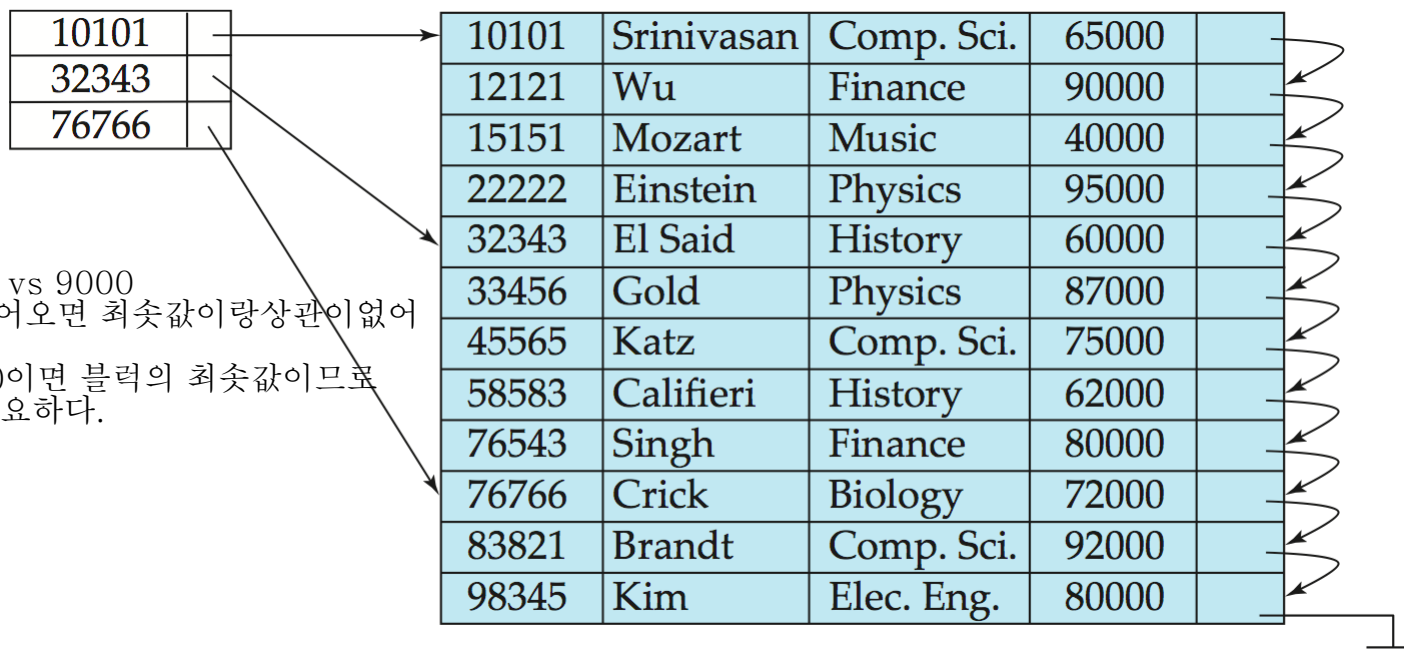 10101
32343
76766
10101 Srinivasan Comp. Sci. 65000
12121 Wu Finance 90000
15151 Mozart Music 40000
22222 Einstein Physics 95000
32343 El Said History 60000
33456 Gold Physics 87000
45565 Katz Comp. Sci. 75000
58583 Califieri History 62000
76543 Singh Finance 80000
76766 Crick Biology 72000
83821 Brandt Comp. Sci. 92000
98345 Kim Elec. Eng. 80000
vs 9000
어오면 최솟값이랑상관이없어
이면 블럭의 최솟값이므로
요하다.